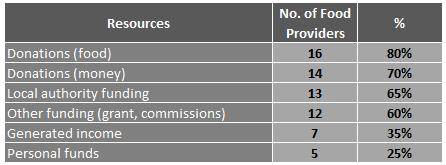 Resources No. of Food Providers %
Donations (food) 16 80%
Donations (money) 14 70%
Local authority funding 13 65%
Other funding (grant, commissions) 12 60%
Generated income 7 35%
Personal funds 5 25%